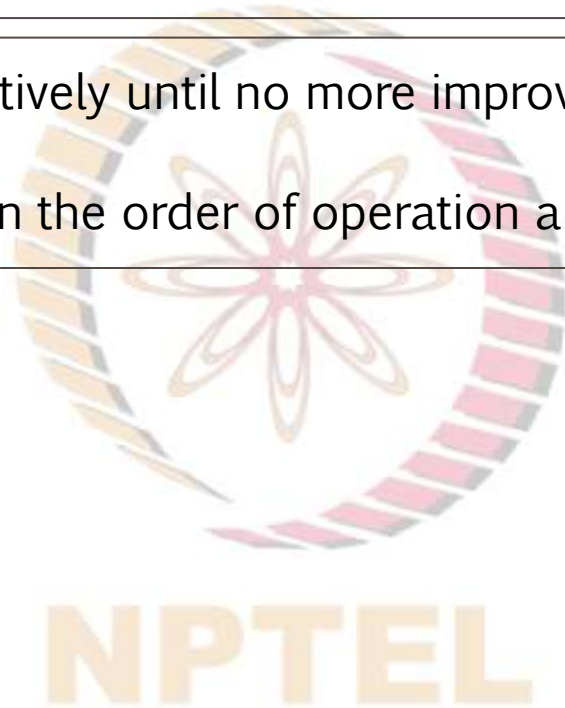 tively until no more improv
n the order of operation a
NPTEL